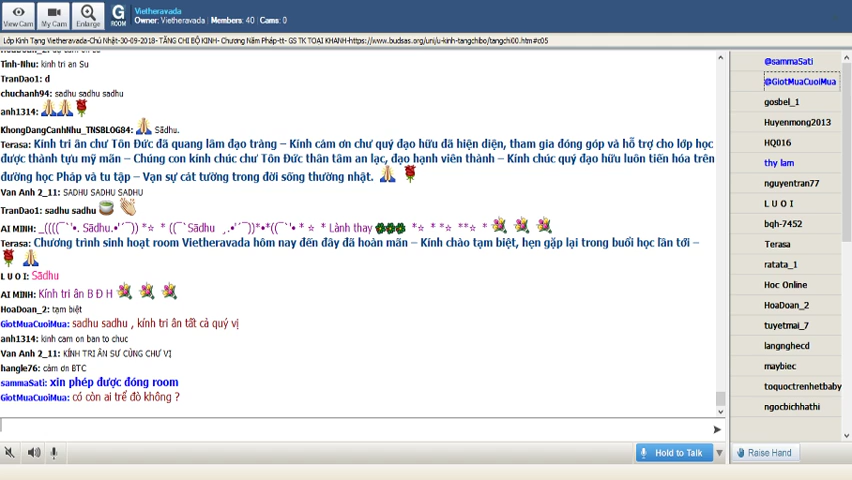 View Cam
My Cam
Enlarge
G
ROOM
Vietheravada
Owner: Vietheravada | Members: 40 | Cams: 0
Lớp Kinh Tạng Vietheravada-Chủ Nhật-30-09-2018- TĂNG CHI BỘ KINH- Chương Năm Pháp-tt- GS TK TOẠI KHANH-https://www.budsas.org/uni/u-kinh-tangchibo/tangchi00.htm#c05
Tinh-Nhu: kinh tri an Su
TranDao1: d
chuchanh94: sadhu sadhu sadhu
anh1314:
KhongDangCanhNhu_TNSBLOG84: Sādhu.
Terasa: Kính tri ân chư Tôn Đức đã quang lâm đạo tràng – Kính cám ơn chư quý đạo hữu đã hiện diện, tham gia đóng góp và hỗ trợ cho lớp học
được thành tựu mỹ mãn – Chúng con kính chúc chư Tôn Đức thân tâm an lạc, đạo hạnh viên thành – Kính chúc quý đạo hữu luôn tiến hóa trên
đường học Pháp và tu tập – Vạn sự cát tường trong đời sống thường nhật.
Van Anh 2_11: SADHU SADHU SADHU
TranDao1: sadhu sadhu
AI MINH: _((((¯`'•. Sādhu.•'´¯)) *☆ * ((¯`Sādhu ,.•'´¯))*•*((¯`'• * ☆ * Lành thay *☆ *☆ **☆ *
Terasa: Chương trình sinh hoạt room Vietheravada hôm nay đến đây đã hoàn mãn – Kính chào tạm biệt, hẹn gặp lại trong buổi học lần tới –
L U O I: Sādhu
AI MINH: Kính tri ân B Đ H
HoaDoan_2: tạm biệt
GiotMuaCuoiMua: sadhu sadhu , kính tri ân tất cả quý vị
anh1314: kinh cam on ban to chuc
Van Anh 2_11: KÍNH TRI ÂN SƯ CÙNG CHƯ VỊ
hangle76: cảm ơn BTC
sammaSati: xin phép được đóng room
GiotMuaCuoiMua: có còn ai trể đò không ?
Hold to Talk
@sammaSati
@GiotMuaCuoiMua
gosbel_1
Huyenmong2013
HQ016
thy lam
nguyentran77
L U O I
bqh-7452
Terasa
ratata_1
Hoc Online
HoaDoan_2
tuyetmai_7
langnghecd
maybiec
toquoctrenhetbaby
ngocbichhathi
Raise Hand